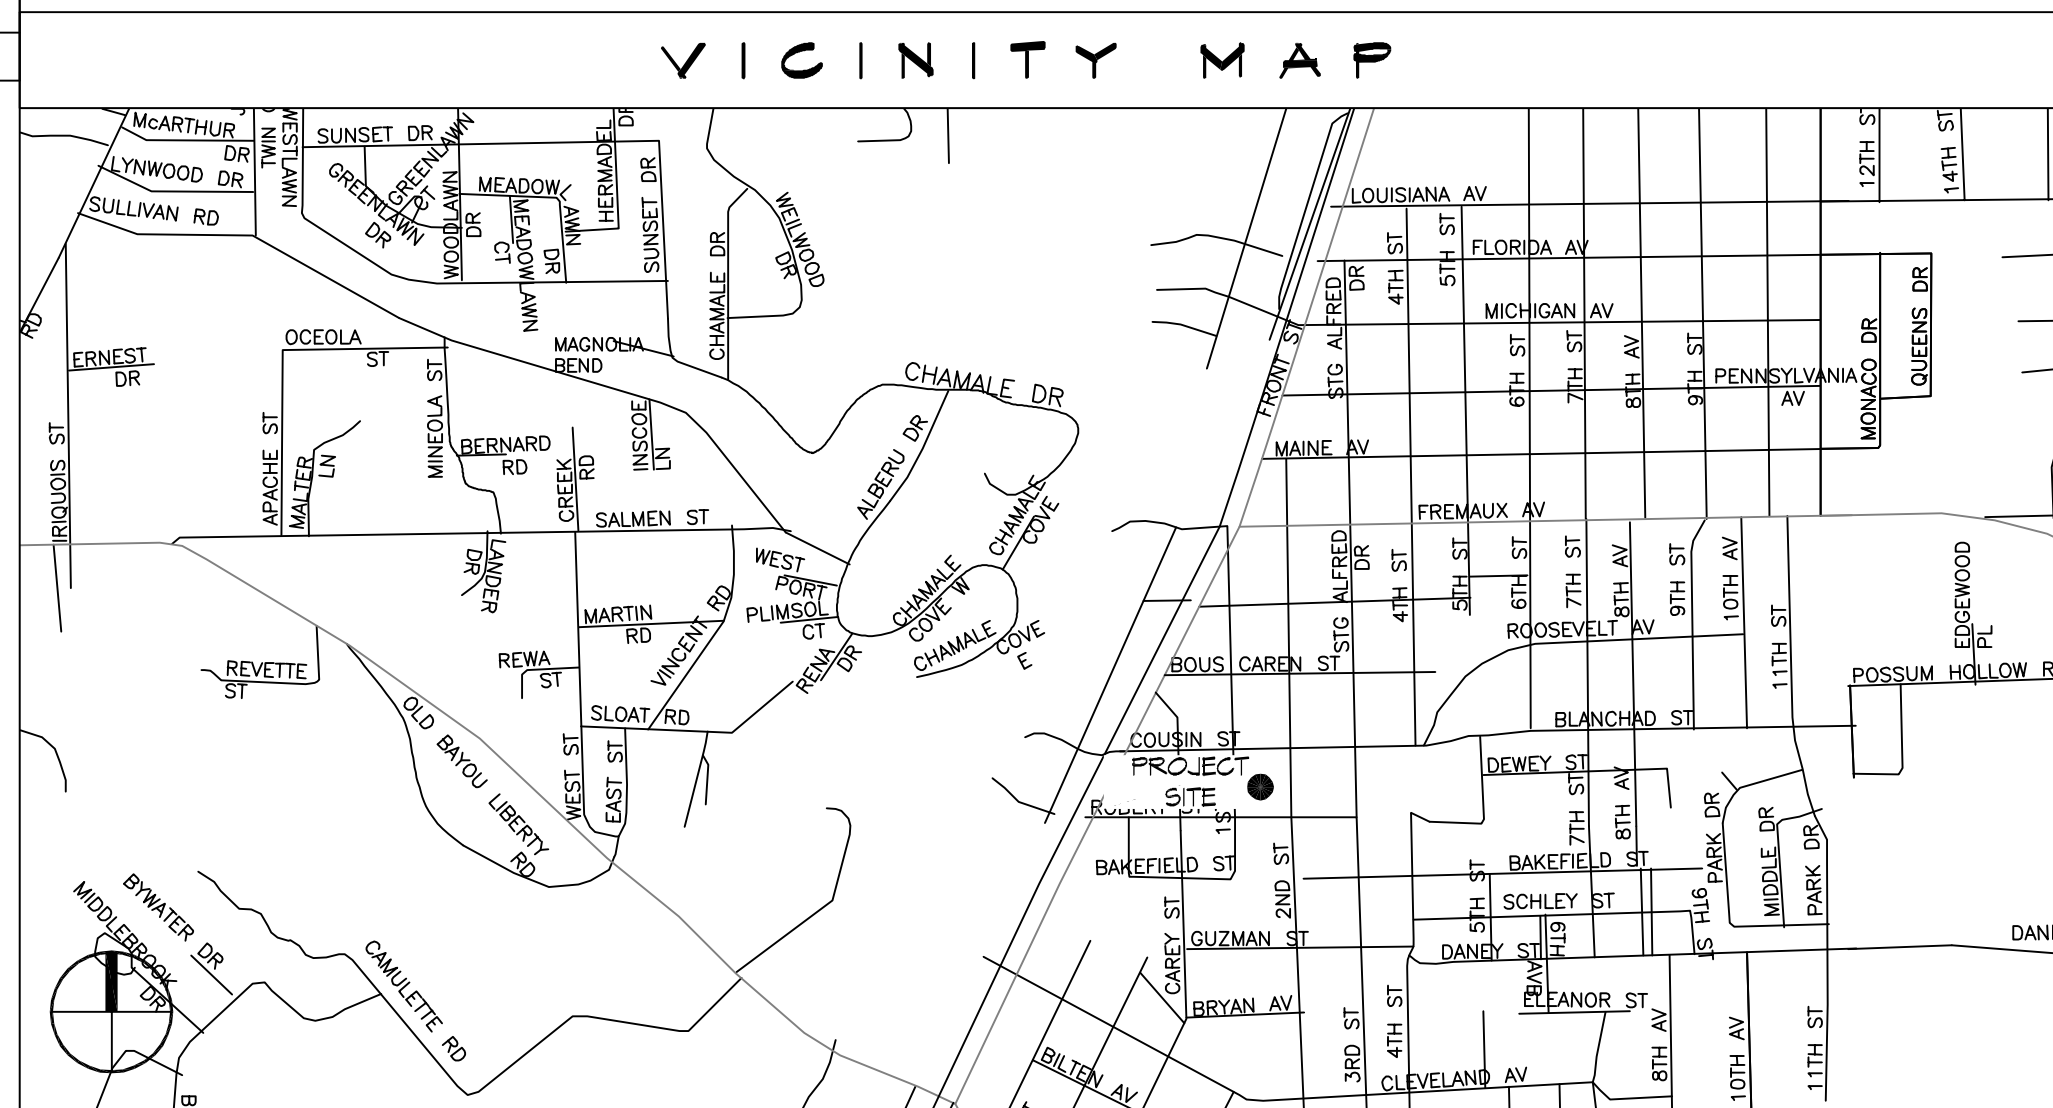 VICINITY MAP
McARTHUR
DR
LYNWOOD DR
SULLIVAN RD
TWIN
WESTLAWN
SUNSET DR
GREENLAWN
CT
GREENLAWN
DR
WOODLAWN
DR
MEADOW
LAWN
DR
MEADOWLAWN
CT
HERMADEL
DR
SUNSET DR
CHAMALE DR
WEILWOOD
DR
RD
ERNEST
DR
OCEOLA
ST
MAGNOLIA
BEND
IRIQUOIS ST
APACHE ST
MALTER
LN
MINEOLA ST
BERNARD
RD
CREEK
RD
INSCOE
LN
SALMEN ST
CHAMALE DR
ALBERU DR
CHAMALE
COVE
LANDER
DR
WEST
PORT
PLIMSOL
CT
MARTIN
RD
VINCENT RD
RENA
DR
CHAMALE
COVE W
CHAMALE
COVE
E
REVETTE
ST
REWA
ST
SLOAT RD
WEST ST
EAST ST
OLD BAYOU LIBERTY
RD
BYWATER DR
MIDDLEBROOK
DR
CAMULETTE RD
B
LOUISIANA AV
FLORIDA AV
MICHIGAN AV
PENNSYLVANIA
AV
MAINE AV
FREMAUX AV
FRONT ST
STG ALFRED
DR
4TH ST
5TH ST
6TH ST
7TH ST
8TH AV
9TH ST
12TH S
14TH ST
MONACO DR
QUEENS DR
STG ALFRED
DR
4TH ST
5TH ST
6TH ST
7TH ST
8TH AV
9TH ST
10TH AV
11TH ST
EDGEWOOD
PL
ROOSEVELT AV
BOUS CAREN ST
POSSUM HOLLOW R
BLANCHAD ST
COUSIN ST
PROJECT
SITE
ROBERT ST
1S
DEWEY ST
7TH ST
8TH AV
PARK DR
MIDDLE DR
PARK DR
BAKEFIELD ST
BAKEFIELD ST
2ND ST
5TH ST
SCHLEY ST
9TH ST
CAREY ST
GUZMAN ST
DANEY ST
6TH
AVB
DANI
BRYAN AV
ELEANOR ST
3RD ST
4TH ST
8TH AV
10TH AV
11TH ST
BILTEN AV
CLEVELAND AV